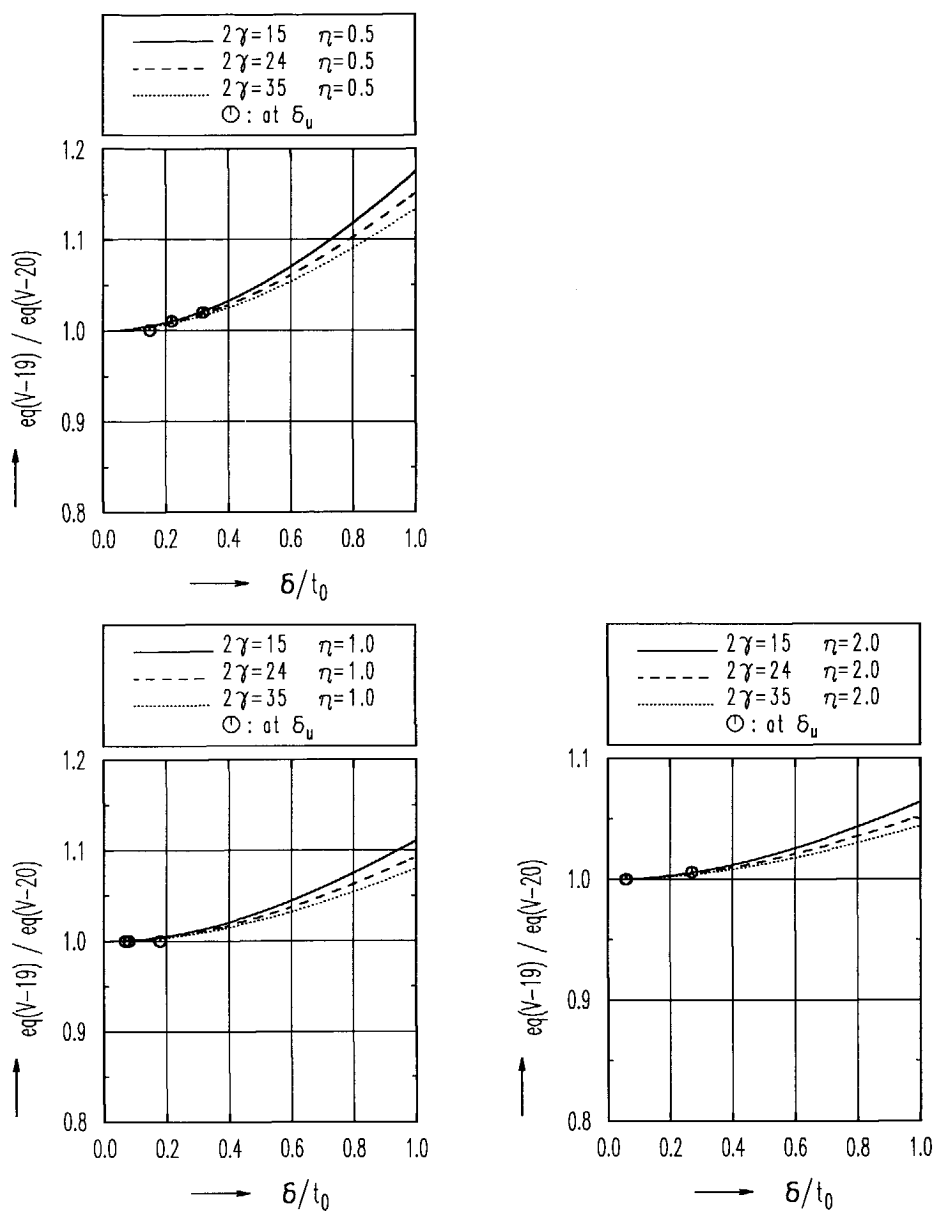 2γ=15 η=0.5
2γ=24 η=0.5
2γ=35 η=0.5
: at δu
1.2
1.1
1.0
0.9
0.8
eq(V-19) / eq(V-20)
0.0 0.2 0.4 0.6 0.8 1.0
δ/t0
2γ=15 η=1.0
2γ=24 η=1.0
2γ=35 η=1.0
: at δu
1.2
1.1
1.0
0.9
0.8
eq(V-19) / eq(V-20)
0.0 0.2 0.4 0.6 0.8 1.0
δ/t0
2γ=15 η=2.0
2γ=24 η=2.0
2γ=35 η=2.0
: at δu
1.1
1.0
0.9
0.8
eq(V-19) / eq(V-20)
0.0 0.2 0.4 0.6 0.8 1.0
δ/t0